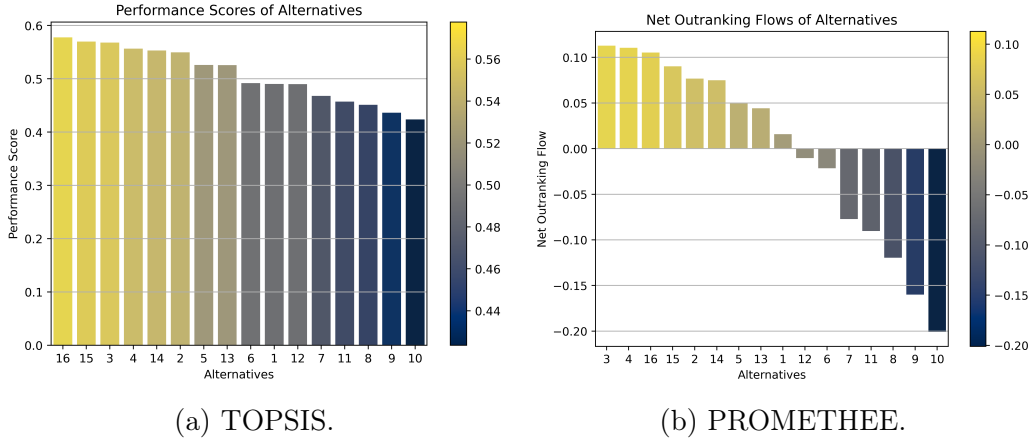 Performance Scores of Alternatives
Performance Score
0.6
0.5
0.4
0.3
0.2
0.1
0.0
16 15 3 4 14 2 5 13 6 1 12 7 11 8 9 10
Alternatives
0.56
0.54
0.52
0.50
0.48
0.46
0.44
(a) TOPSIS.
Net Outranking Flows of Alternatives
Net Outranking Flow
0.10
0.05
0.00
−0.05
−0.10
−0.15
−0.20
3 4 16 15 2 14 5 13 1 12 6 7 11 8 9 10
Alternatives
0.10
0.05
0.00
−0.05
−0.10
−0.15
−0.20
(b) PROMETHEE.